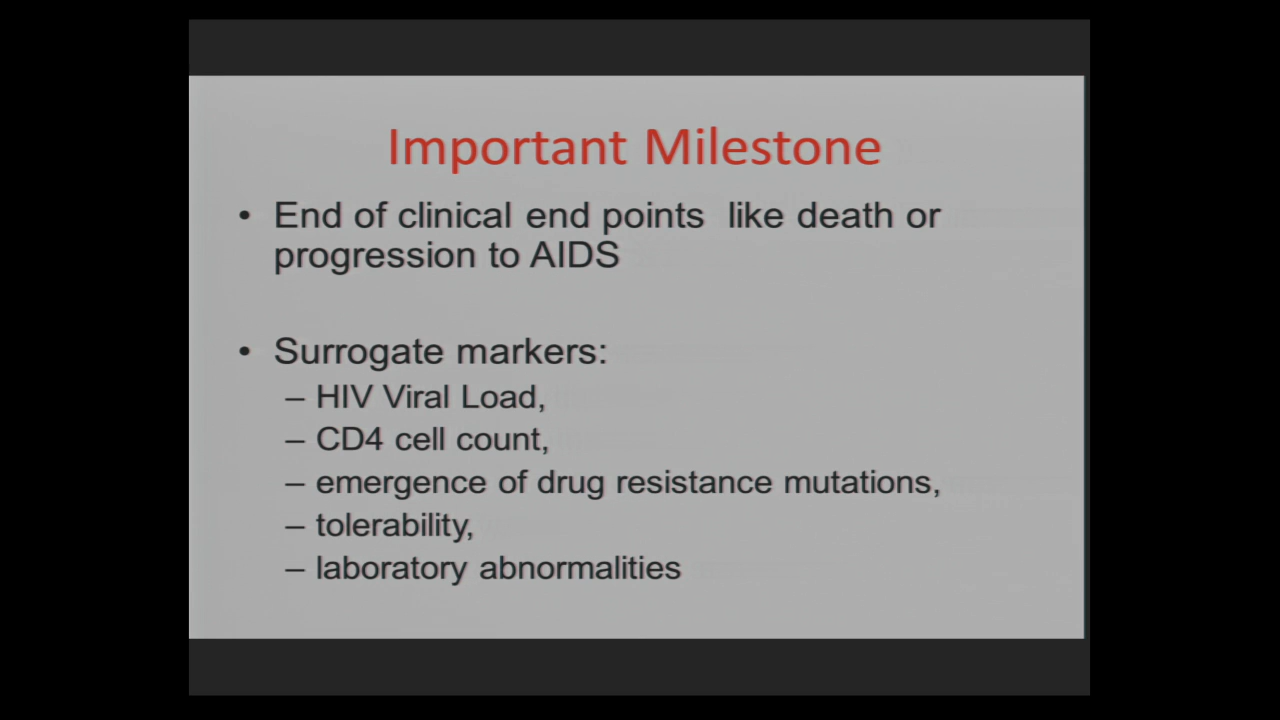 Important Milestone
• End of clinical end points like death or
progression to AIDS
• Surrogate markers:
– HIV Viral Load,
– CD4 cell count,
– emergence of drug resistance mutations,
– tolerability,
– laboratory abnormalities